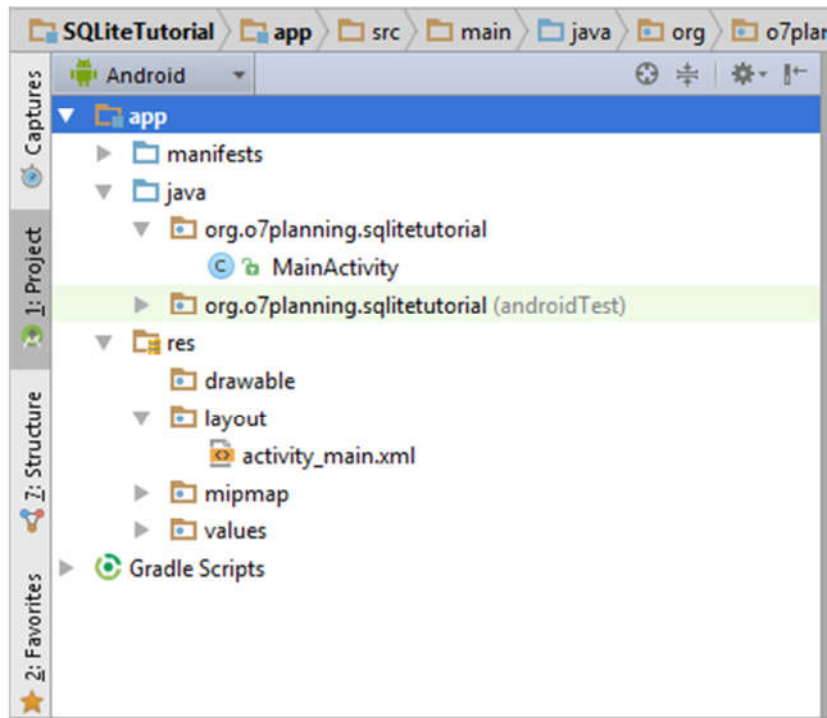 SQLiteTutorial app src main java org o7plan
Android
app
manifests
java
org.o7planning.sqlitetutorial
C MainActivity
org.o7planning.sqlitetutorial (androidTest)
res
drawable
layout
activity_main.xml
mipmap
values
Gradle Scripts
Captures
1: Project
7: Structure
2: Favorites